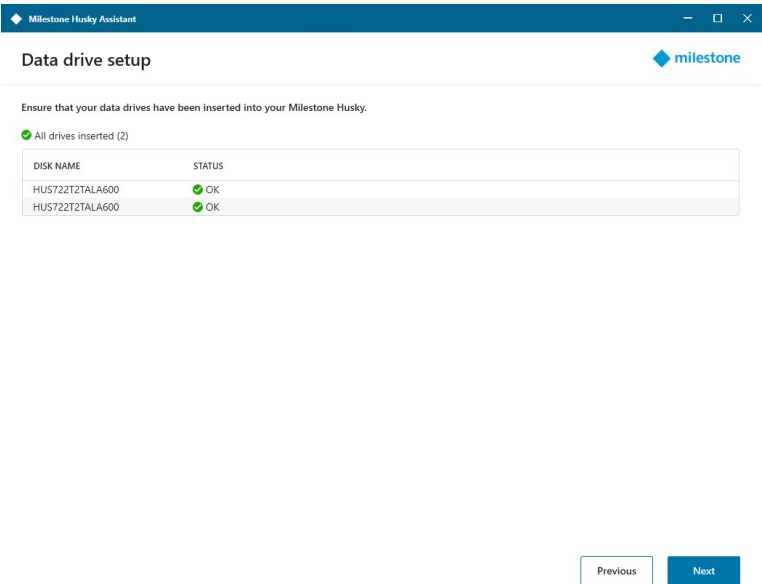 Milestone Husky Assistant
Data drive setup
milestone
Ensure that your data drives have been inserted into your Milestone Husky.
All drives inserted (2)
DISK NAME STATUS
HUS722T2TALA600 OK
HUS722T2TALA600 OK
Previous Next